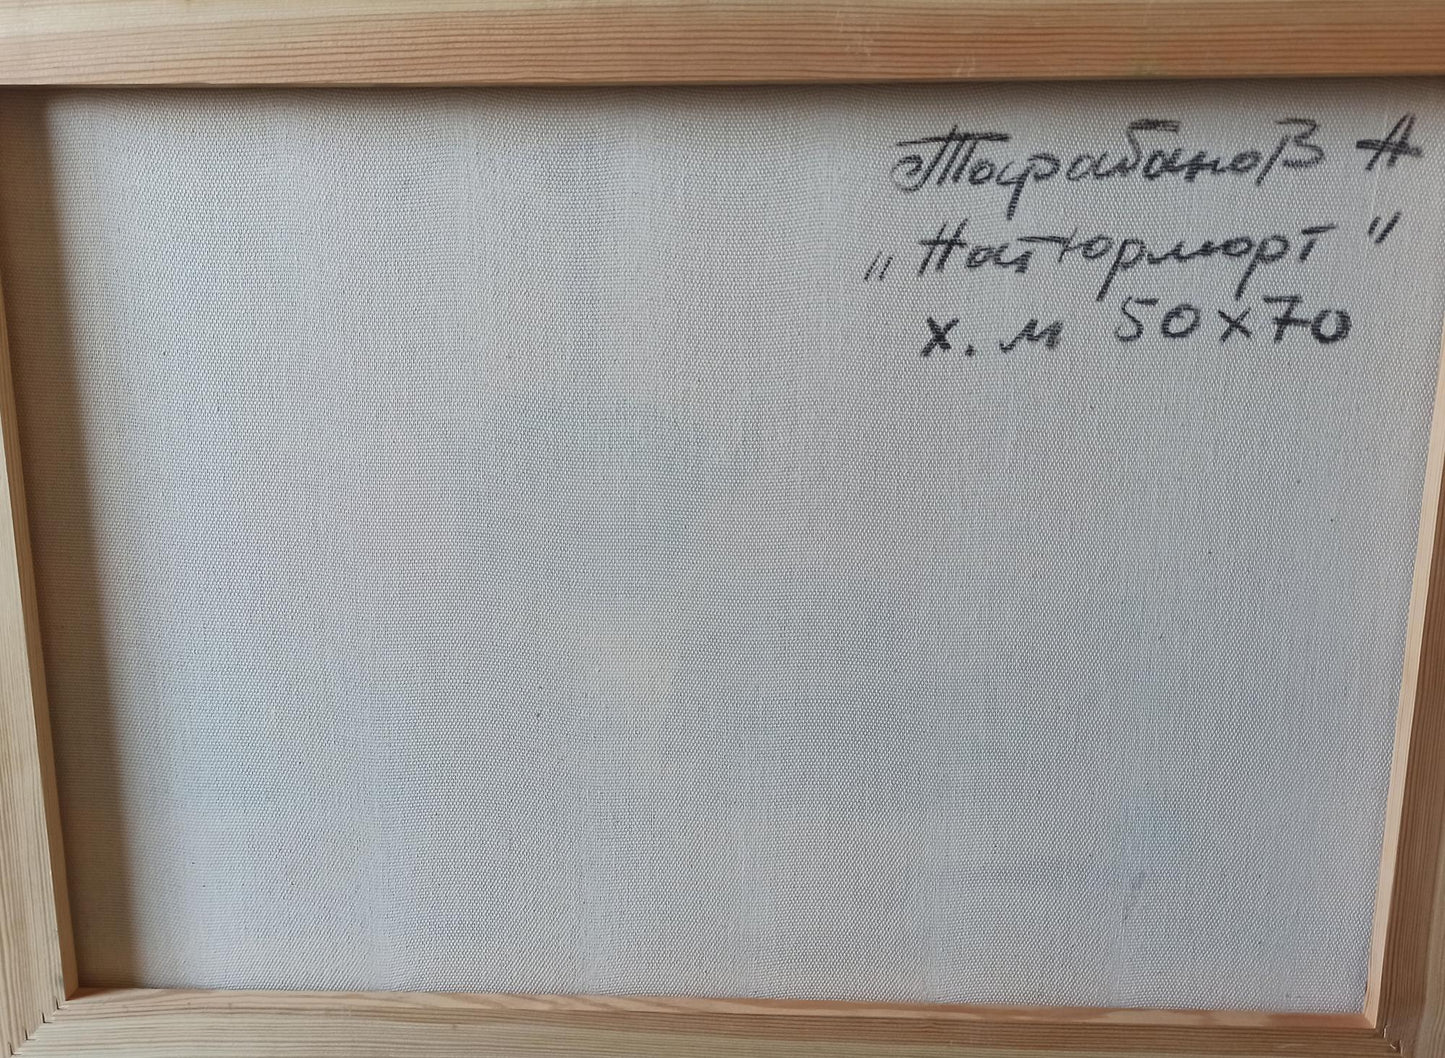 Тарабанов А
„Натюрморт"
х. м 50х70